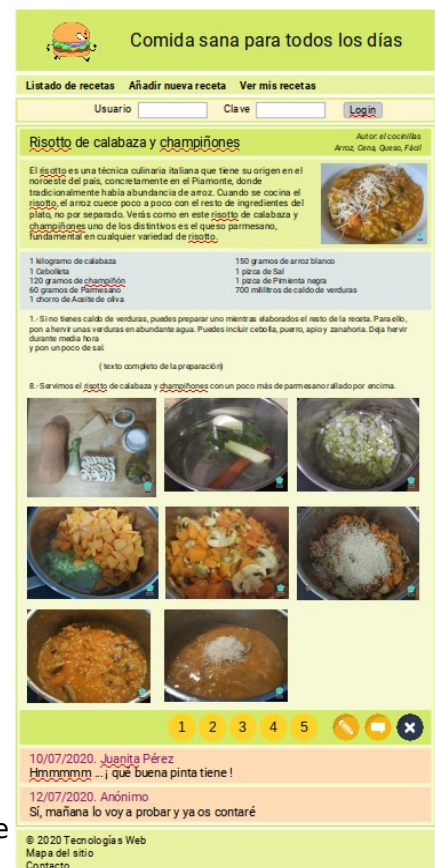 Comida sana para todos los días
Listado de recetas Añadir nueva receta Ver mis recetas
Usuario Clave Login
Risotto de calabaza y champiñones
Autor: el cocinillas
Arroz, Cena, Queso, Fácil
El risotto es una técnica culinaria italiana que tiene su origen en el
noroeste del país, concretamente en el Piamonte, donde
tradicionalmente había abundancia de arroz. Cuando se cocina el
risotto, el arroz cuece poco a poco con el resto de ingredientes del
plato, no por separado. Verás como en este risotto de calabaza y
champiñones uno de los distintivos es el queso parmesano,
fundamental en cualquier variedad de risotto.
1 kilogramo de calabaza
1 Cebolleta
120 gramos de champiñón
60 gramos de Parmesano
1 chorro de Aceite de oliva
150 gramos de arroz blanco
1 pizca de Sal
1 pizca de Pimienta negra
700 mililitros de caldo de verduras
1.- Si no tienes caldo de verduras, puedes preparar uno mientras elaborados el resto de la receta. Para ello,
pon a hervir unas verduras en abundante agua. Puedes incluir cebolla, puerro, apio y zanahoria. Deja hervir
durante media hora
y pon un poco de sal.
( texto completo de la preparación)
8.- Servimos el risotto de calabaza y champiñones con un poco más de parmesano rallado por encima.
1 2 3 4 5
10/07/2020. Juanita Pérez
Hmmmmm ... ¡ qué buena pinta tiene !
12/07/2020. Anónimo
Sí, mañana lo voy a probar y ya os contaré
e
© 2020 Tecnologías Web
Mapa del sitio
Contacto